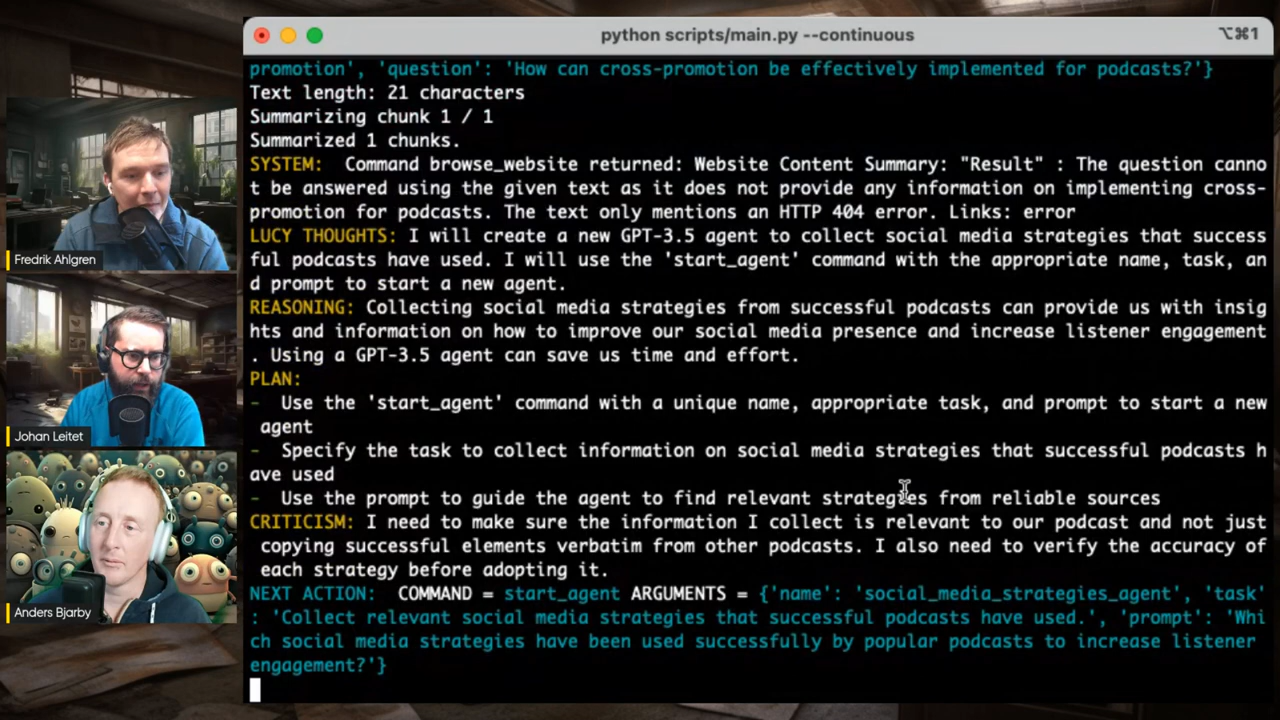 python scripts/main.py --continuous
⌥⌘1
promotion', 'question': 'How can cross-promotion be effectively implemented for podcasts?'}
Text length: 21 characters
Summarizing chunk 1 / 1
Summarized 1 chunks.
SYSTEM:  Command browse_website returned: Website Content Summary: "Result" : The question canno
t be answered using the given text as it does not provide any information on implementing cross-
promotion for podcasts. The text only mentions an HTTP 404 error. Links: error
LUCY THOUGHTS: I will create a new GPT-3.5 agent to collect social media strategies that success
ful podcasts have used. I will use the 'start_agent' command with the appropriate name, task, an
d prompt to start a new agent.
REASONING: Collecting social media strategies from successful podcasts can provide us with insig
hts and information on how to improve our social media presence and increase listener engagement
. Using a GPT-3.5 agent can save us time and effort.
PLAN:
-  Use the 'start_agent' command with a unique name, appropriate task, and prompt to start a new
 agent
-  Specify the task to collect information on social media strategies that successful podcasts h
ave used
-  Use the prompt to guide the agent to find relevant strategies from reliable sources
CRITICISM: I need to make sure the information I collect is relevant to our podcast and not just
 copying successful elements verbatim from other podcasts. I also need to verify the accuracy of
 each strategy before adopting it.
NEXT ACTION:  COMMAND = start_agent ARGUMENTS = {'name': 'social_media_strategies_agent', 'task'
: 'Collect relevant social media strategies that successful podcasts have used.', 'prompt': 'Whi
ch social media strategies have been used successfully by popular podcasts to increase listener
engagement?'}
Fredrik Ahlgren
Johan Leitet
Anders Bjarby